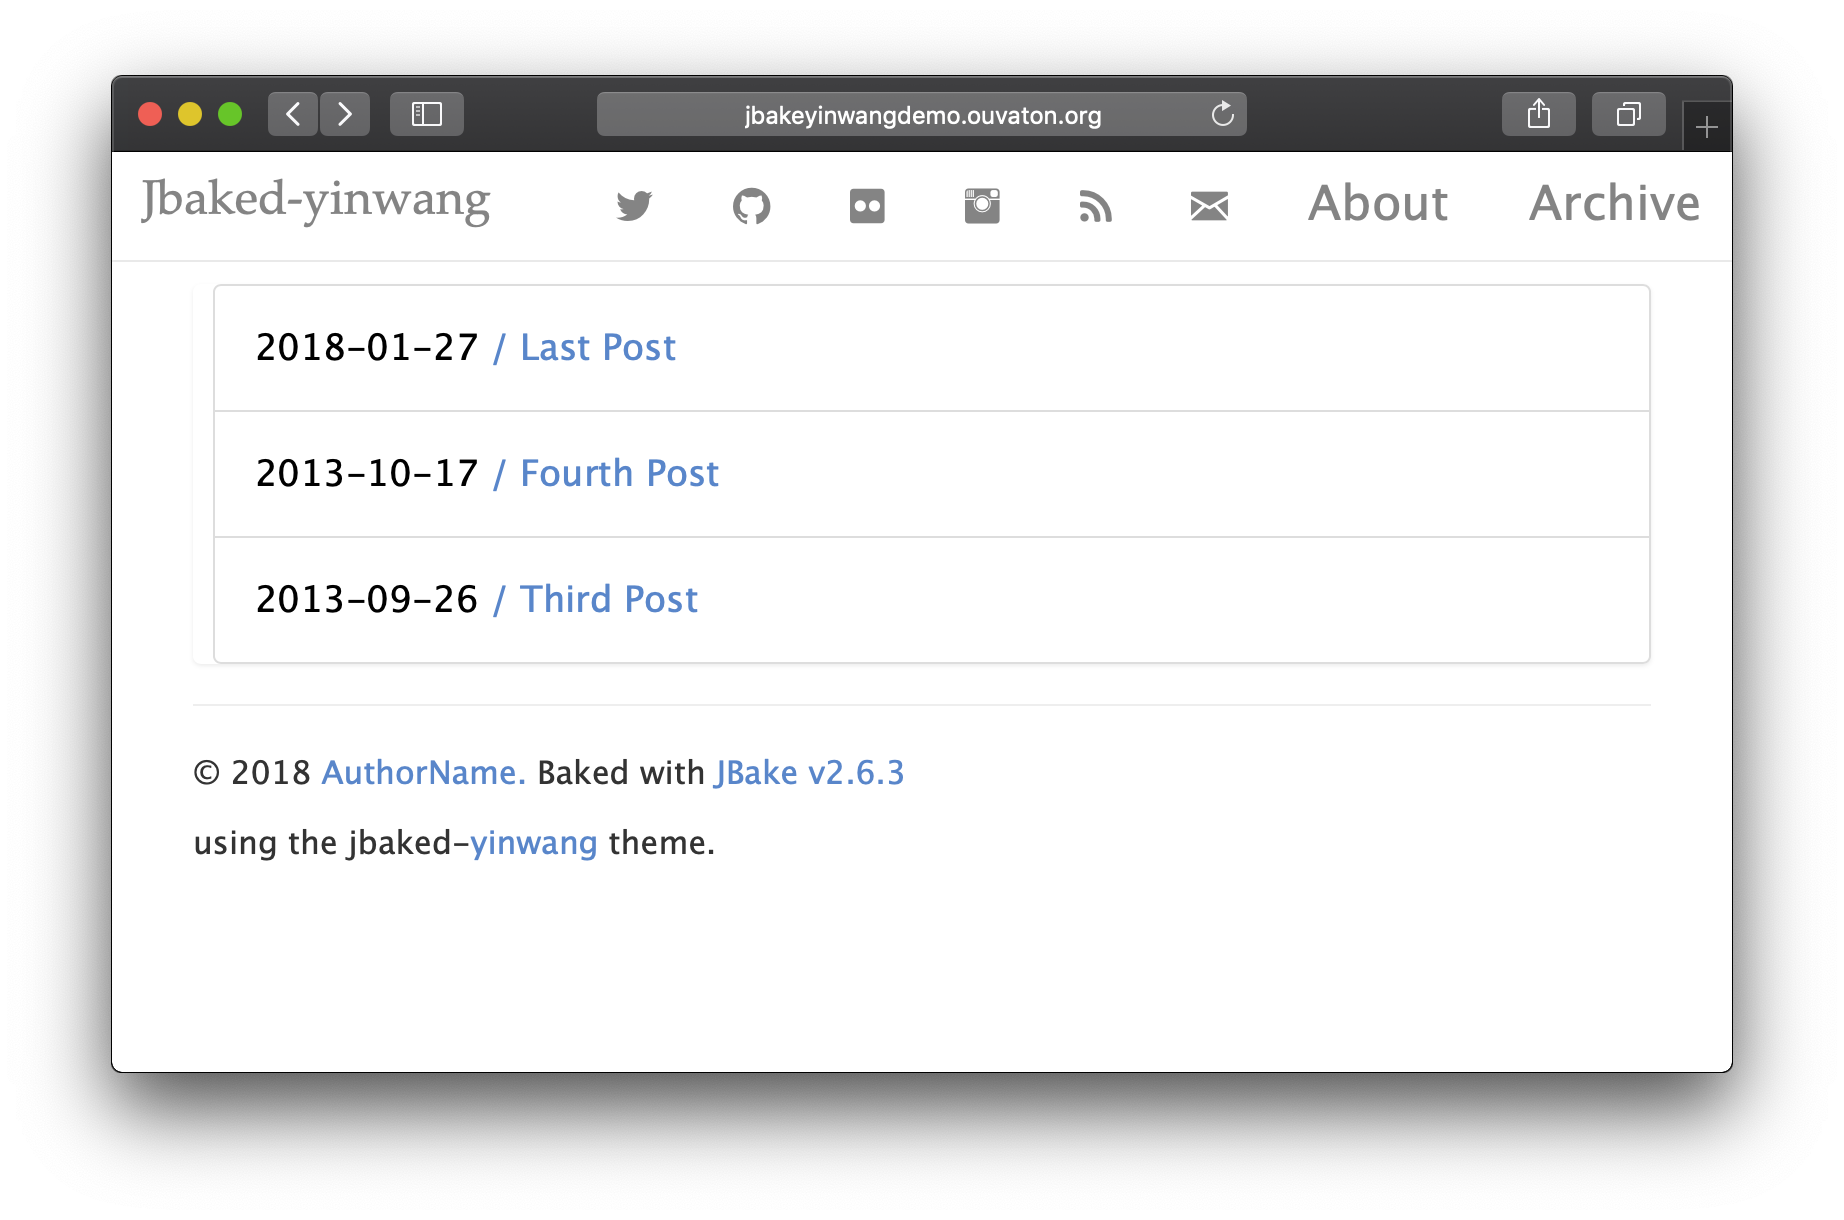 jbakeyinwangdemo.ouvaton.org
Jbaked-yinwang About Archive
2018-01-27 / Last Post
2013-10-17 / Fourth Post
2013-09-26 / Third Post
© 2018 AuthorName. Baked with JBake v2.6.3
using the jbaked-yinwang theme.